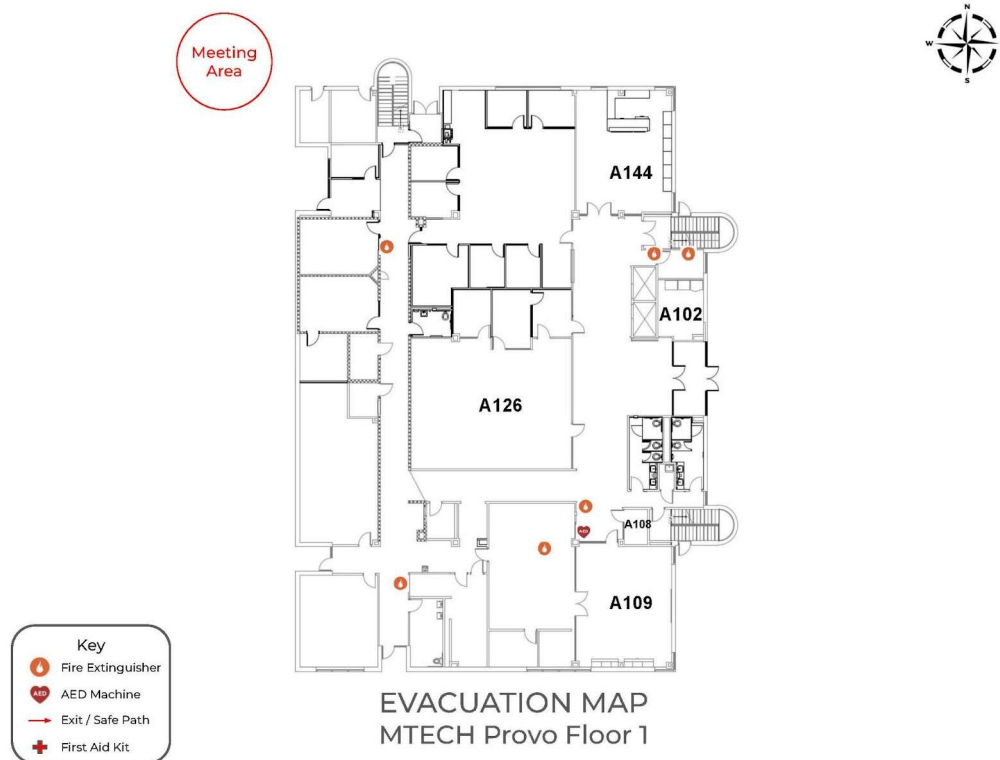 Meeting
Area
N
W
E
S
A144
A102
A126
A108
AED
A109
Key
Fire Extinguisher
AED
AED Machine
Exit / Safe Path
First Aid Kit
EVACUATION MAP
MTECH Provo Floor 1